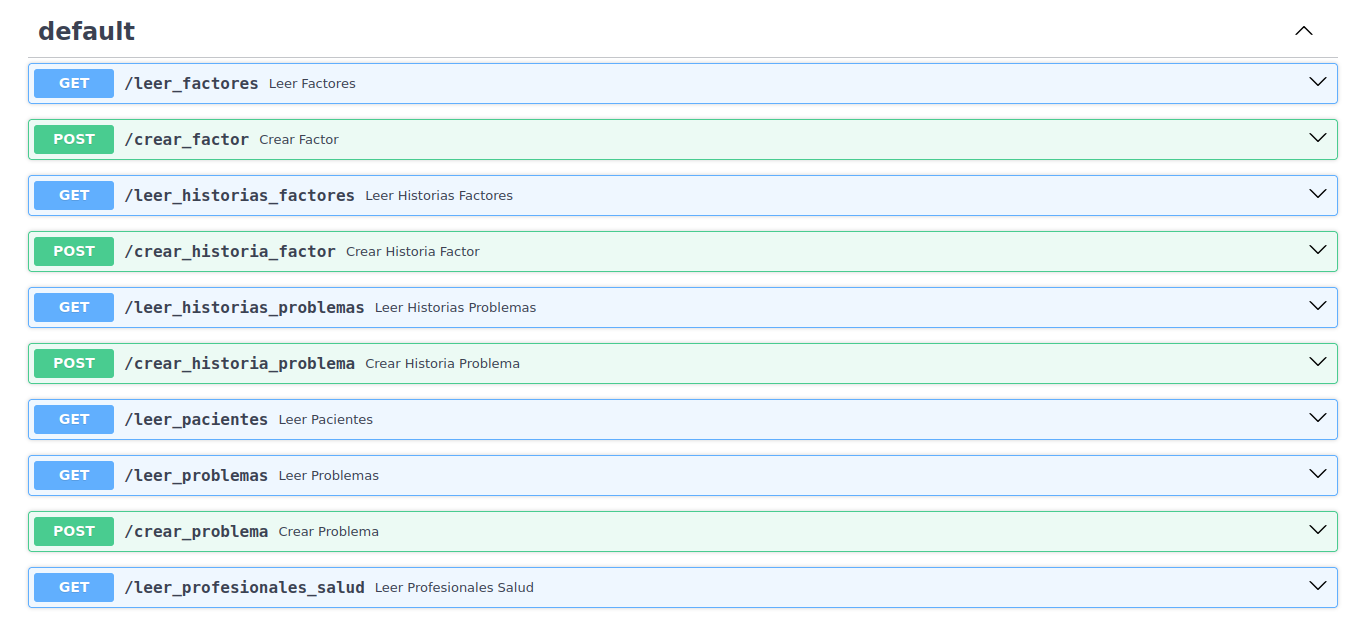 default
GET /leer_factores Leer Factores
POST /crear_factor Crear Factor
GET /leer_historias_factores Leer Historias Factores
POST /crear_historia_factor Crear Historia Factor
GET /leer_historias_problemas Leer Historias Problemas
POST /crear_historia_problema Crear Historia Problema
GET /leer_pacientes Leer Pacientes
GET /leer_problemas Leer Problemas
POST /crear_problema Crear Problema
GET /leer_profesionales_salud Leer Profesionales Salud